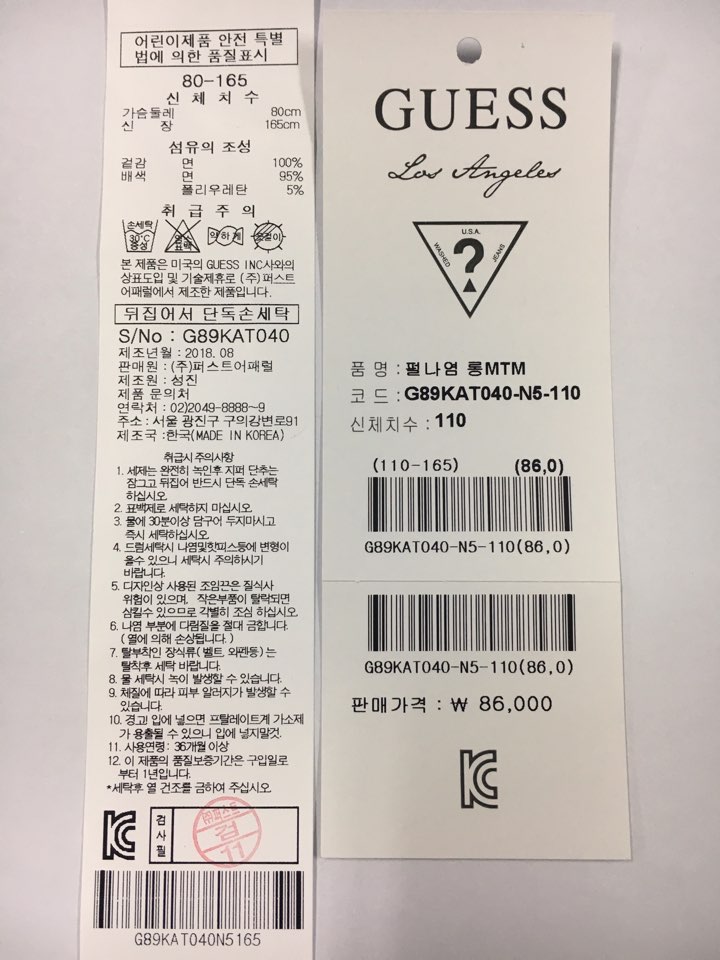 어린이제품 안전 특별
법에 의한 품질표시
80-165
신 체 치 수
가슴둘레 80cm
신 장 165cm
섬유의 조성
겉감 면 100%
배색 면 95%
폴리우레탄 5%
취 급 주 의
손세탁
30℃
중성
염소
표백
약하게
옷걸이
본 제품은 미국의 GUESS INC사와의
상표도입 및 기술제휴로 (주)퍼스트
어패럴에서 제조한 제품입니다.
뒤집어서 단독손세탁
S/No : G89KAT040
제조년월 : 2018. 08
판매원 : (주)퍼스트어패럴
제조원 : 성진
제품 문의처
연락처 : 02)2049-8888~9
주소 : 서울 광진구 구의강변로91
제조국 :한국(MADE IN KOREA)
취급시 주의사항
1. 세제는 완전히 녹인후 지퍼 단추는
잠그고 뒤집어 반드시 단독 손세탁
하십시오.
2. 표백제로 세탁하지 마십시오.
3. 물에 30분이상 담구어 두지마시고
즉시 세탁하십시오.
4. 드럼세탁시 나염및핫피스등에 변형이
올수 있으니 세탁시 주의하시기
바랍니다.
5. 디자인상 사용된 조임끈은 질식사
위험이 있으며, 작은부품이 탈락되면
삼킬수 있으므로 각별히 조심 하십시오.
6. 나염 부분에 다림질을 절대 금합니다.
( 열에 의해 손상됩니다. )
7. 탈부착인 장식류( 벨트, 와펜등 ) 는
탈착후 세탁 바랍니다.
8. 물 세탁시 녹이 발생할 수 있습니다.
9. 체질에 따라 피부 알러지가 발생할 수
있습니다.
10. 경고! 입에 넣으면 프탈레이트계 가소제
가 용출될 수 있으니 입에 넣지말것.
11. 사용연령: 36개월 이상
12. 이 제품의 품질보증기간은 구입일로
부터 1년입니다.
*세탁후 열 건조를 금하여 주십시오.
KC
검사필
(주)퍼스트
검
11
G89KAT040N5165
GUESS
Los Angeles
U.S.A.
WASHED
?
JEANS
품 명 : 펄나염 롱MTM
코 드 : G89KAT040-N5-110
신체치수 : 110
(110-165) (86,0)
G89KAT040-N5-110(86,0)
G89KAT040-N5-110(86,0)
판매가격 : ₩ 86,000
KC